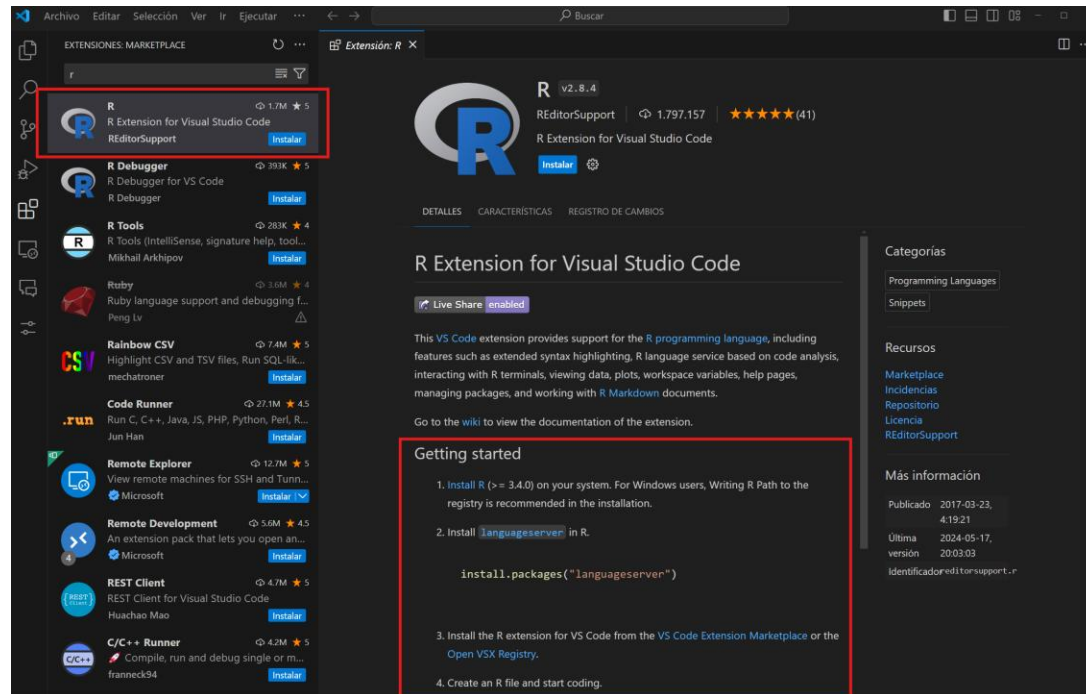 Archivo Editar Selección Ver Ir Ejecutar ···
Buscar
EXTENSIONES: MARKETPLACE
r
R 1.7M ★ 5
R Extension for Visual Studio Code
REditorSupport Instalar
R Debugger 393K ★ 5
R Debugger for VS Code
R Debugger Instalar
R Tools 283K ★ 4
R Tools (IntelliSense, signature help, tool...
Mikhail Arkhipov Instalar
Ruby 3.6M ★ 4
Ruby language support and debugging f...
Peng Lv
Rainbow CSV 7.4M ★ 5
Highlight CSV and TSV files, Run SQL-lik...
mechatroner Instalar
Code Runner 27.1M ★ 4.5
Run C, C++, Java, JS, PHP, Python, Perl, R...
Jun Han Instalar
Remote Explorer 12.7M ★ 5
View remote machines for SSH and Tunn...
Microsoft Instalar
Remote Development 5.6M ★ 4.5
An extension pack that lets you open an...
Microsoft Instalar
REST Client 4.7M ★ 5
REST Client for Visual Studio Code
Huachao Mao Instalar
C/C++ Runner 4.2M ★ 5
🚀 Compile, run and debug single or m...
franneck94 Instalar
R
CSV
.run
4
{REST}
C/C++
Extensión: R
R
R v2.8.4
REditorSupport 1.797.157 ★★★★★(41)
R Extension for Visual Studio Code
Instalar
DETALLES CARACTERÍSTICAS REGISTRO DE CAMBIOS
R Extension for Visual Studio Code
Live Share enabled
This VS Code extension provides support for the R programming language, including
features such as extended syntax highlighting, R language service based on code analysis,
interacting with R terminals, viewing data, plots, workspace variables, help pages,
managing packages, and working with R Markdown documents.
Go to the wiki to view the documentation of the extension.
Getting started
1. Install R (>= 3.4.0) on your system. For Windows users, Writing R Path to the
registry is recommended in the installation.
2. Install languageserver in R.
install.packages("languageserver")
3. Install the R extension for VS Code from the VS Code Extension Marketplace or the
Open VSX Registry.
4. Create an R file and start coding.
Categorías
Programming Languages
Snippets
Recursos
Marketplace
Incidencias
Repositorio
Licencia
REditorSupport
Más información
Publicado 2017-03-23,
4:19:21
Última 2024-05-17,
versión 20:03:03
Identificador reditorsupport.r